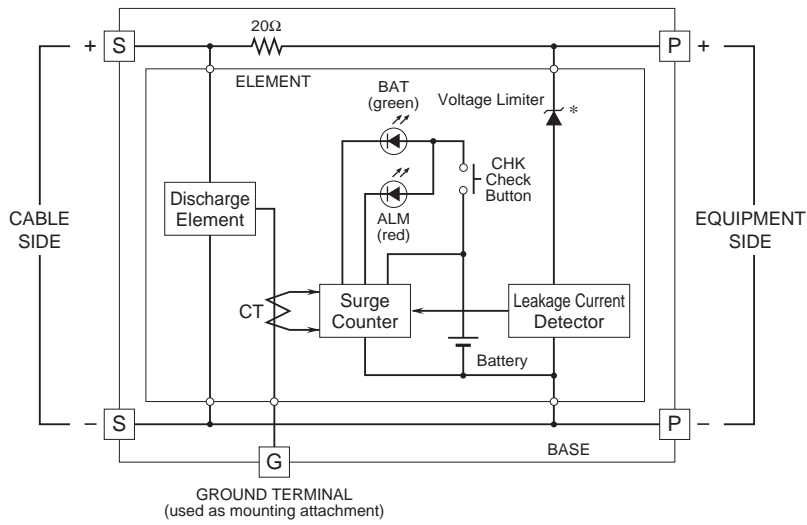 20Ω
+ S
P +
ELEMENT
BAT
(green)
Voltage Limiter *
CHK
Check
Button
Discharge
Element
ALM
(red)
CABLE
SIDE
EQUIPMENT
SIDE
CT
Surge
Counter
Leakage Current
Detector
Battery
– S
P –
BASE
G
GROUND TERMINAL
(used as mounting attachment)